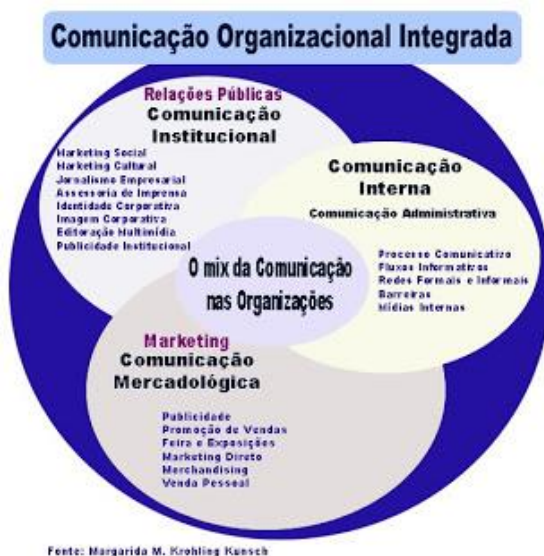 Comunicação Organizacional Integrada
Relações Públicas
Comunicação
Institucional
Marketing Social
Marketing Cultural
Jornalismo Empresarial
Assessoria de Imprensa
Identidade Corporativa
Imagem Corporativa
Editoração Multimídia
Publicidade Institucional
Comunicação
Interna
Comunicação Administrativa
Processo Comunicativo
Fluxos Informativos
Redes Formais e Informais
Barreiras
Mídias Internas
O mix da Comunicação
nas Organizações
Marketing
Comunicação
Mercadológica
Publicidade
Promoção de Vendas
Feira e Exposições
Marketing Direto
Merchandising
Venda Pessoal
Fonte: Margarida M. Krohling Kunsch